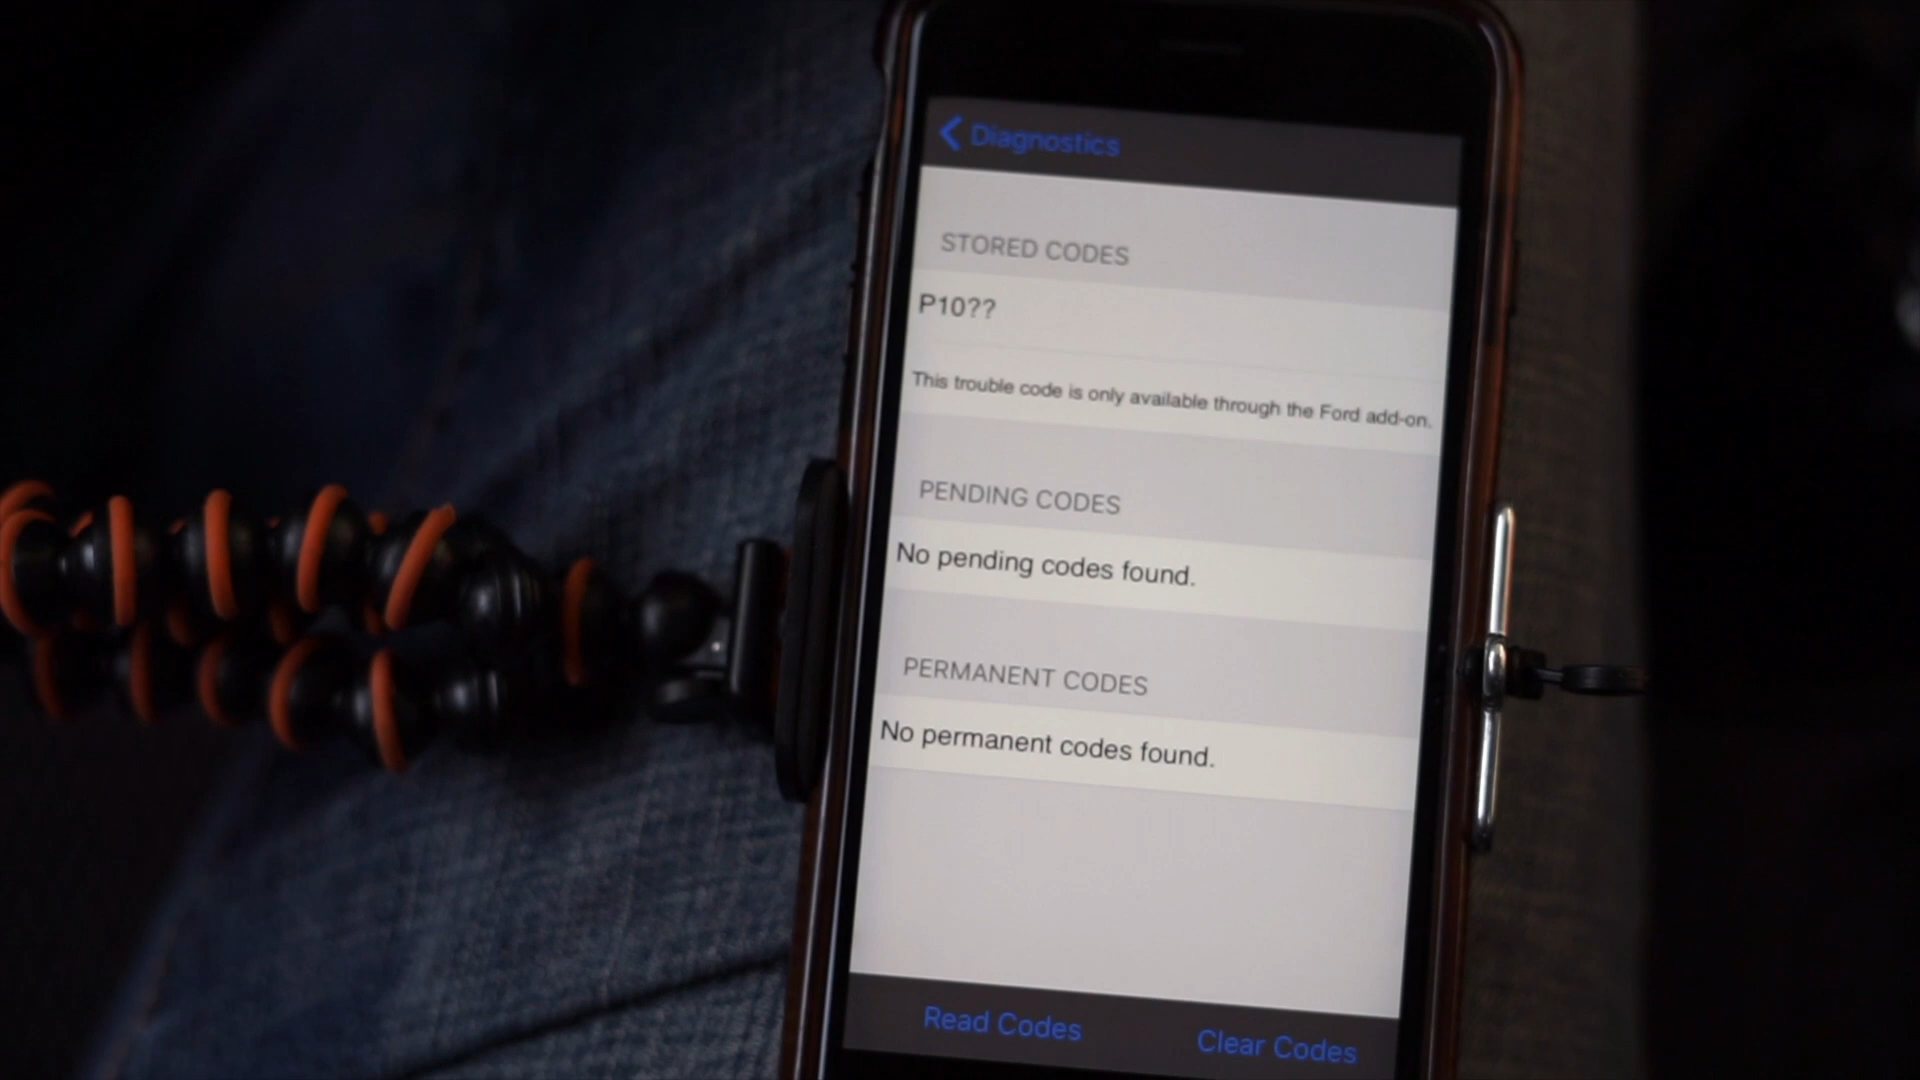 Diagnostics
STORED CODES
P10??
This trouble code is only available through the Ford add-on.
PENDING CODES
No pending codes found.
PERMANENT CODES
No permanent codes found.
Read Codes
Clear Codes